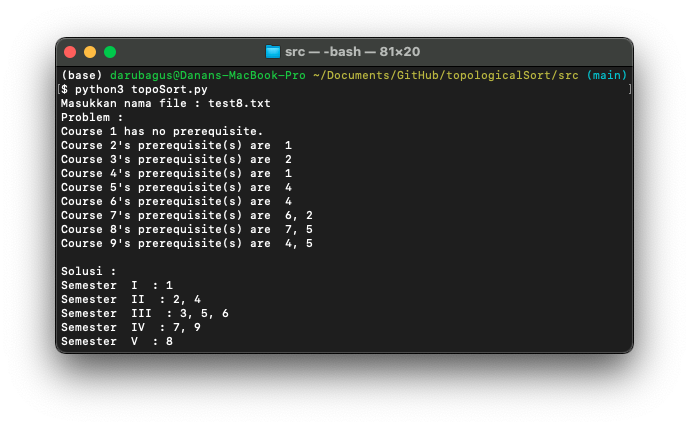 src — -bash — 81×20
(base) darubagus@Danans-MacBook-Pro ~/Documents/GitHub/topologicalSort/src (main)
[$ python3 topoSort.py ]
Masukkan nama file : test8.txt
Problem :
Course 1 has no prerequisite.
Course 2's prerequisite(s) are  1
Course 3's prerequisite(s) are  2
Course 4's prerequisite(s) are  1
Course 5's prerequisite(s) are  4
Course 6's prerequisite(s) are  4
Course 7's prerequisite(s) are  6, 2
Course 8's prerequisite(s) are  7, 5
Course 9's prerequisite(s) are  4, 5
Solusi :
Semester  I  : 1
Semester  II  : 2, 4
Semester  III  : 3, 5, 6
Semester  IV  : 7, 9
Semester  V  : 8